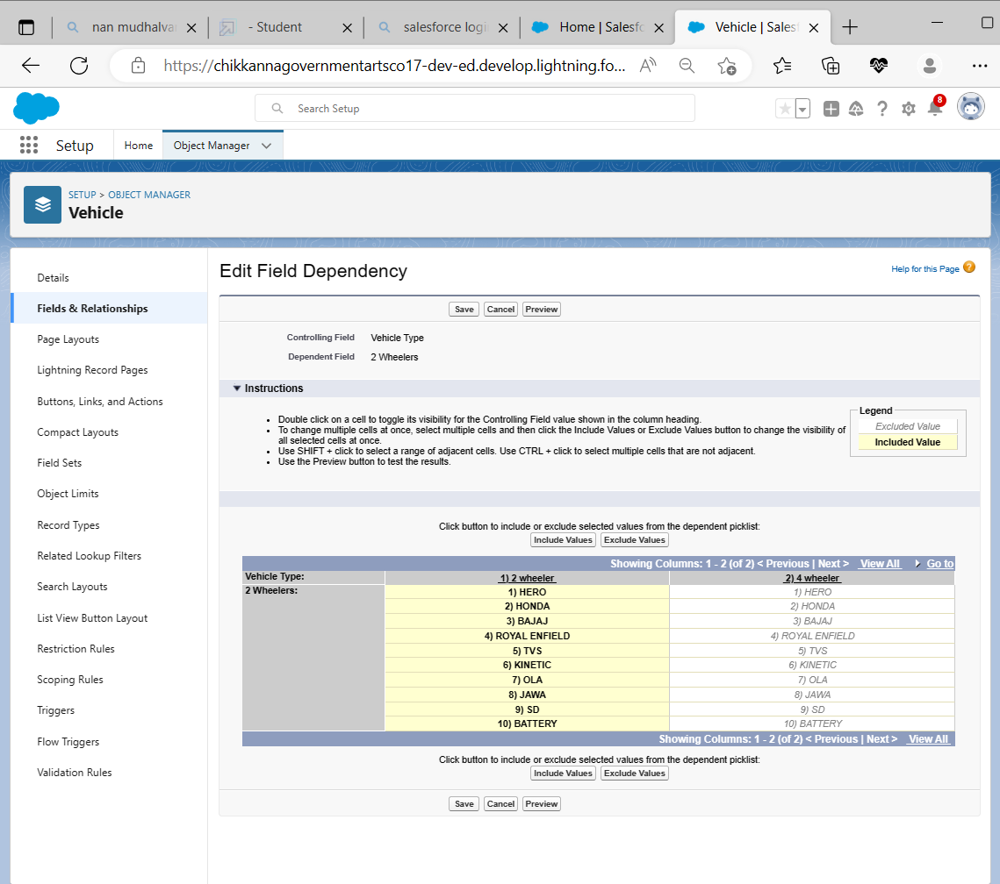 nan mudhalva
- Student
salesforce logi
Home | Salesfo
Vehicle | Salesf
https://chikkannagovernmentartsco17-dev-ed.develop.lightning.fo...
Search Setup
8
Setup
Home
Object Manager
SETUP > OBJECT MANAGER
Vehicle
Details
Fields & Relationships
Page Layouts
Lightning Record Pages
Buttons, Links, and Actions
Compact Layouts
Field Sets
Object Limits
Record Types
Related Lookup Filters
Search Layouts
List View Button Layout
Restriction Rules
Scoping Rules
Triggers
Flow Triggers
Validation Rules
Edit Field Dependency
Help for this Page ?
Save Cancel Preview
Controlling Field Vehicle Type
Dependent Field 2 Wheelers
Instructions
• Double click on a cell to toggle its visibility for the Controlling Field value shown in the column heading.
• To change multiple cells at once, select multiple cells and then click the Include Values or Exclude Values button to change the visibility of
all selected cells at once.
• Use SHIFT + click to select a range of adjacent cells. Use CTRL + click to select multiple cells that are not adjacent.
• Use the Preview button to test the results.
Legend
Excluded Value
Included Value
Click button to include or exclude selected values from the dependent picklist:
Include Values Exclude Values
Showing Columns: 1 - 2 (of 2) < Previous | Next > View All Go to
Vehicle Type: 1) 2 wheeler 2) 4 wheeler
2 Wheelers: 1) HERO 1) HERO
2) HONDA 2) HONDA
3) BAJAJ 3) BAJAJ
4) ROYAL ENFIELD 4) ROYAL ENFIELD
5) TVS 5) TVS
6) KINETIC 6) KINETIC
7) OLA 7) OLA
8) JAWA 8) JAWA
9) SD 9) SD
10) BATTERY 10) BATTERY
Showing Columns: 1 - 2 (of 2) < Previous | Next > View All
Click button to include or exclude selected values from the dependent picklist:
Include Values Exclude Values
Save Cancel Preview